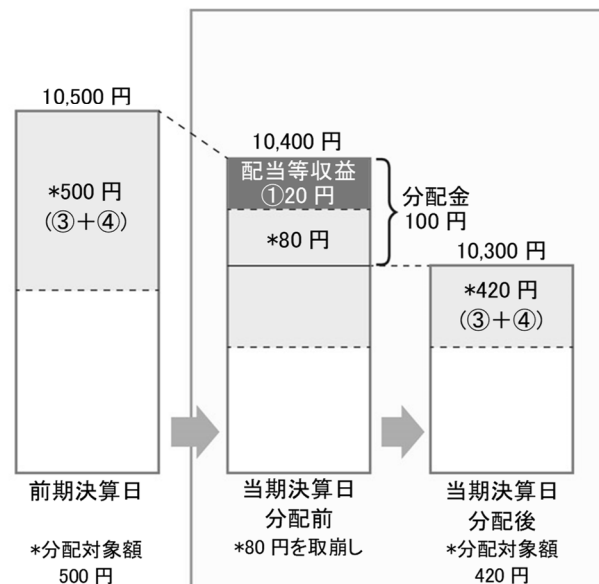 10,500 円
*500 円
(③+④)
前期決算日
*分配対象額
500 円
10,400 円
配当等収益
①20 円
*80 円
分配金
100 円
当期決算日
分配前
*80 円を取崩し
10,300 円
*420 円
(③+④)
当期決算日
分配後
*分配対象額
420 円